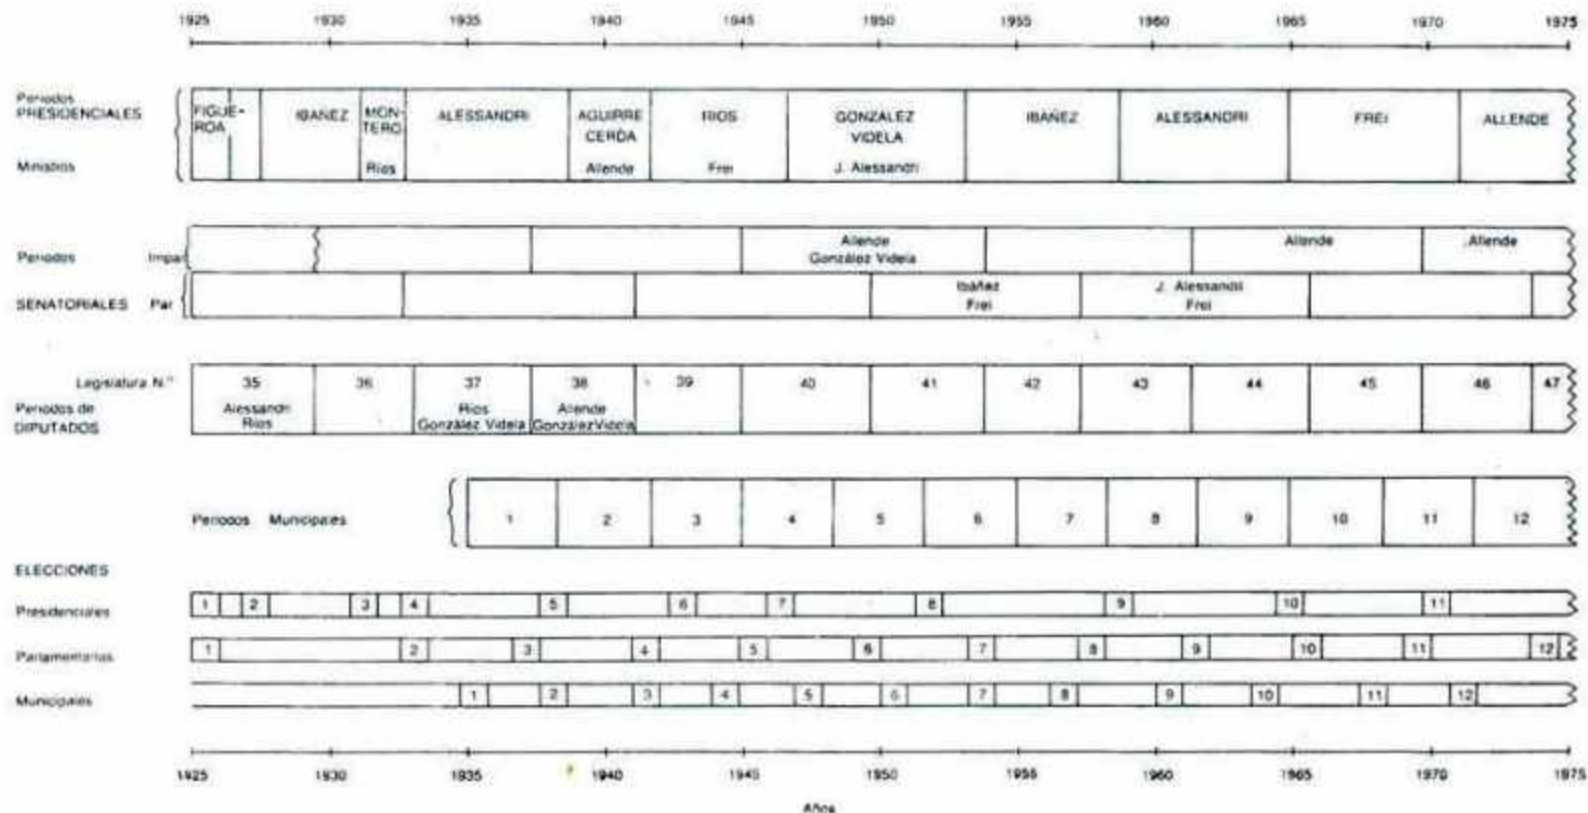 1925 1930 1935 1940 1945 1950 1955 1960 1965 1970 1975
Periodos
PRESIDENCIALES
FIGUE-
ROA
IBAÑEZ
MON-
TERO
ALESSANDRI
AGUIRRE
CERDA
RIOS
GONZALEZ
VIDELA
IBAÑEZ
ALESSANDRI
FREI
ALLENDE
Ministros
Ríos
Allende
Frei
J. Alessandri
Periodos Impar
Allende
González Videla
Allende
Allende
SENATORIALES Par
Ibáñez
Frei
J. Alessandri
Frei
Legislatura N.º 35 36 37 38 39 40 41 42 43 44 45 46 47
Periodos de
DIPUTADOS
Alessandri
Ríos
Ríos
González Videla
Allende
González Videla
Periodos Municipales 1 2 3 4 5 6 7 8 9 10 11 12
ELECCIONES
Presidenciales 1 2 3 4 5 6 7 8 9 10 11
Parlamentarias 1 2 3 4 5 6 7 8 9 10 11 12
Municipales 1 2 3 4 5 6 7 8 9 10 11 12
1925 1930 1935 1940 1945 1950 1955 1960 1965 1970 1975
Años